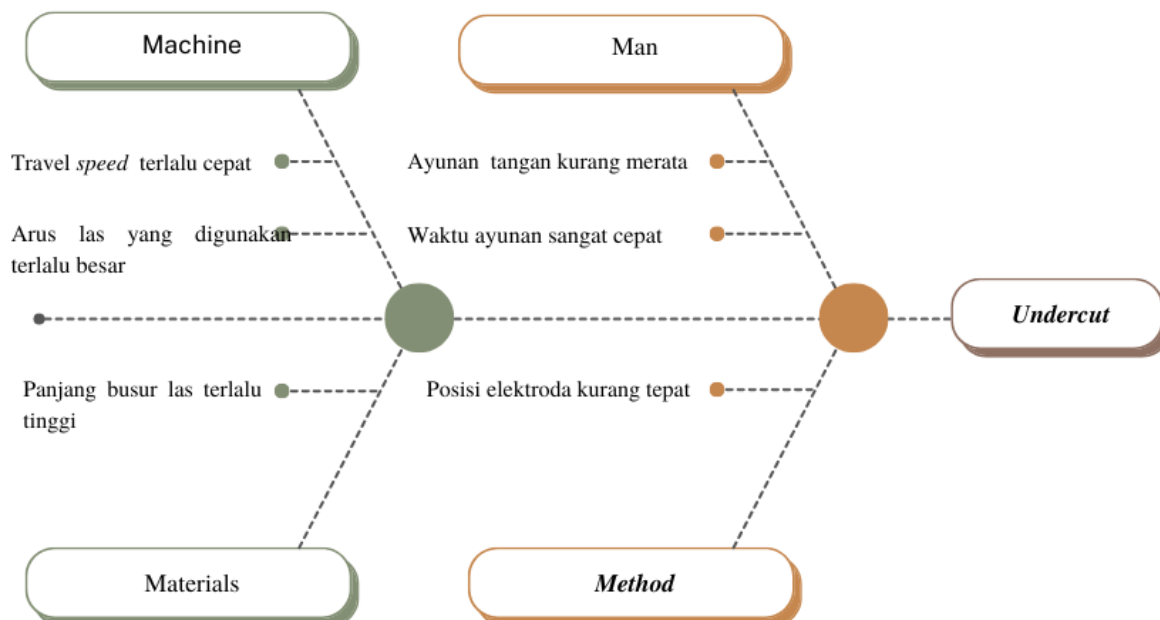 Machine
Man
Travel speed terlalu cepat
Ayunan tangan kurang merata
Arus las yang digunakan
terlalu besar
Waktu ayunan sangat cepat
Undercut
Panjang busur las terlalu
tinggi
Posisi elektroda kurang tepat
Materials
Method